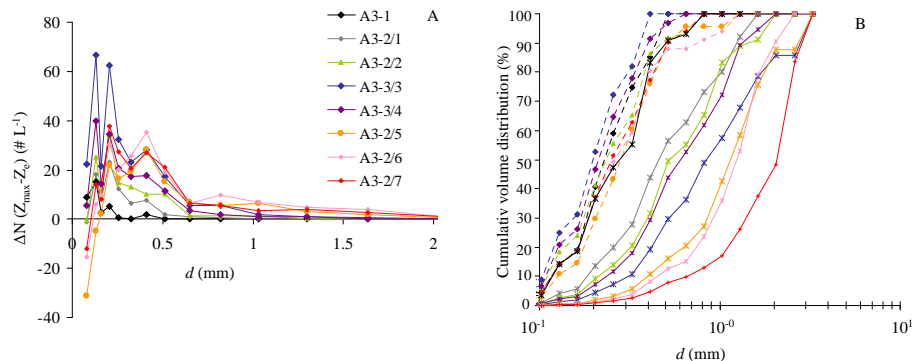 A
ΔN (Zmax-Ze) (# L-1)
80
60
40
20
0
-20
-40
0
0.5
1
1.5
2
d (mm)
A3-1
A3-2/1
A3-2/2
A3-3/3
A3-3/4
A3-2/5
A3-2/6
A3-2/7
B
Cumulativ volume distribution (%)
100
90
80
70
60
50
40
30
20
10
0
10-1
10-0
101
d (mm)